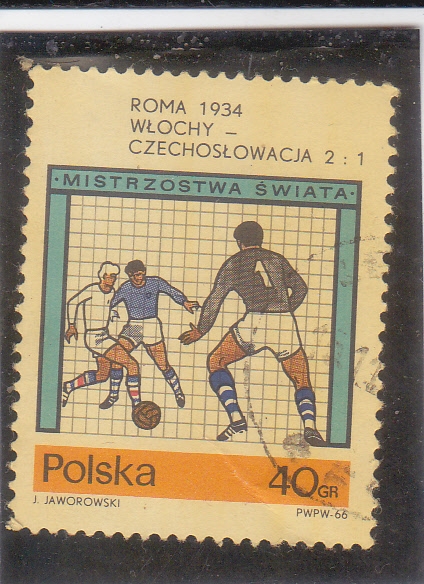 ROMA 1934
WŁOCHY –
CZECHOSŁOWACJA 2 : 1
·MISTRZOSTWA ŚWIATA·
1
Polska 40GR
J. JAWOROWSKI PWPW-66